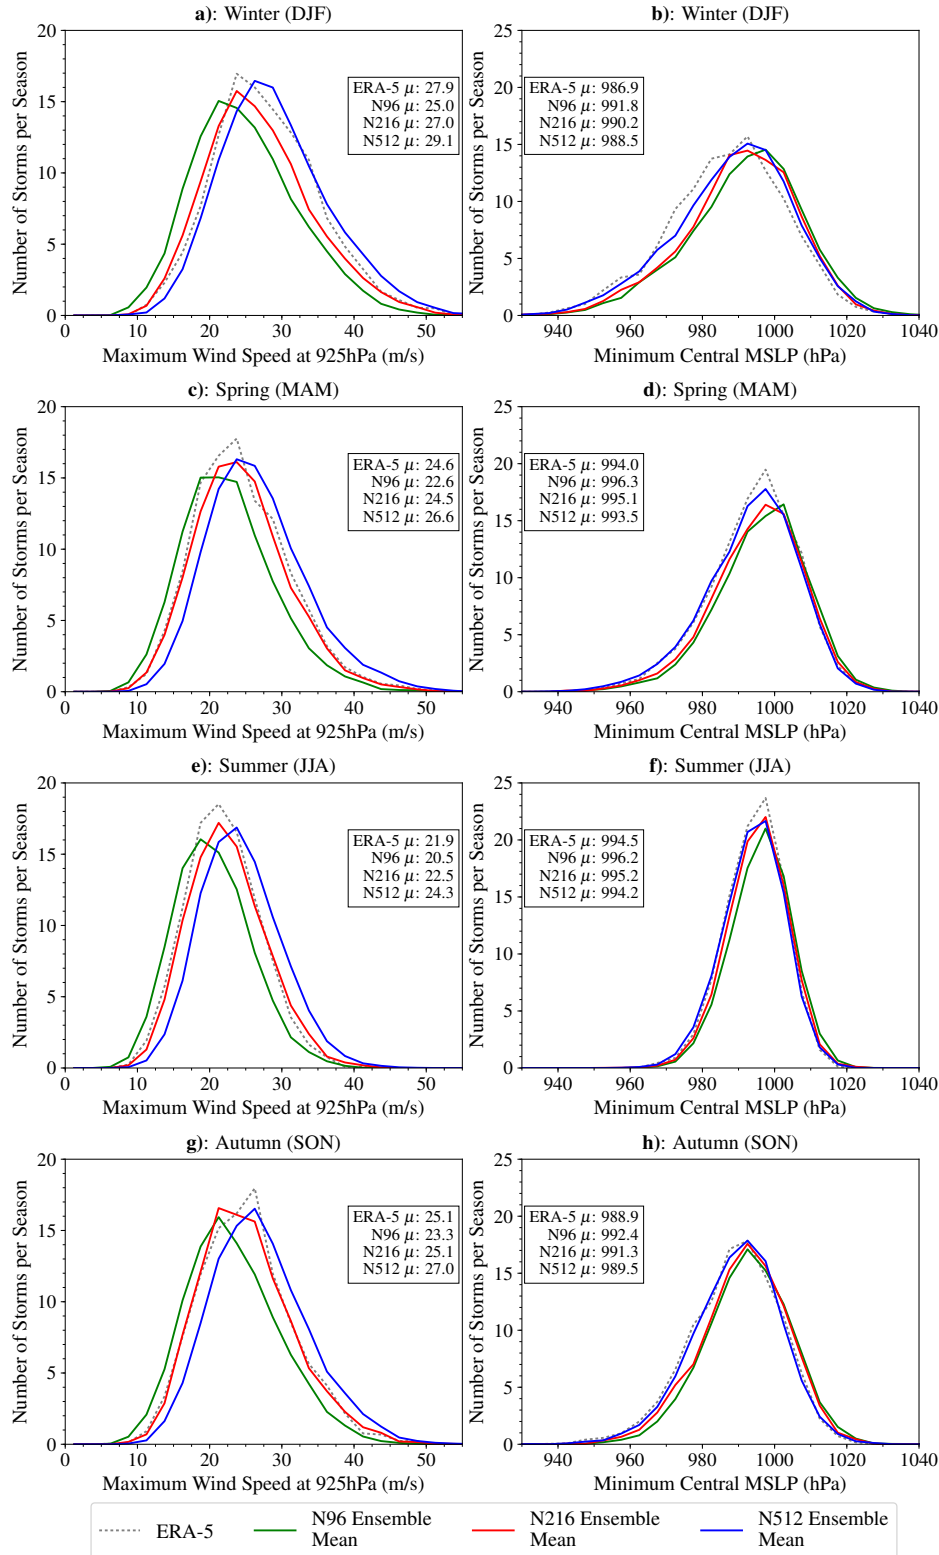 a): Winter (DJF)
20
15
10
5
0
Number of Storms per Season
ERA-5 μ: 27.9
N96 μ: 25.0
N216 μ: 27.0
N512 μ: 29.1
0 10 20 30 40 50
Maximum Wind Speed at 925hPa (m/s)
b): Winter (DJF)
25
20
15
10
5
0
Number of Storms per Season
ERA-5 μ: 986.9
N96 μ: 991.8
N216 μ: 990.2
N512 μ: 988.5
940 960 980 1000 1020 1040
Minimum Central MSLP (hPa)
c): Spring (MAM)
20
15
10
5
0
Number of Storms per Season
ERA-5 μ: 24.6
N96 μ: 22.6
N216 μ: 24.5
N512 μ: 26.6
0 10 20 30 40 50
Maximum Wind Speed at 925hPa (m/s)
d): Spring (MAM)
25
20
15
10
5
0
Number of Storms per Season
ERA-5 μ: 994.0
N96 μ: 996.3
N216 μ: 995.1
N512 μ: 993.5
940 960 980 1000 1020 1040
Minimum Central MSLP (hPa)
e): Summer (JJA)
20
15
10
5
0
Number of Storms per Season
ERA-5 μ: 21.9
N96 μ: 20.5
N216 μ: 22.5
N512 μ: 24.3
0 10 20 30 40 50
Maximum Wind Speed at 925hPa (m/s)
f): Summer (JJA)
25
20
15
10
5
0
Number of Storms per Season
ERA-5 μ: 994.5
N96 μ: 996.2
N216 μ: 995.2
N512 μ: 994.2
940 960 980 1000 1020 1040
Minimum Central MSLP (hPa)
g): Autumn (SON)
20
15
10
5
0
Number of Storms per Season
ERA-5 μ: 25.1
N96 μ: 23.3
N216 μ: 25.1
N512 μ: 27.0
0 10 20 30 40 50
Maximum Wind Speed at 925hPa (m/s)
h): Autumn (SON)
25
20
15
10
5
0
Number of Storms per Season
ERA-5 μ: 988.9
N96 μ: 992.4
N216 μ: 991.3
N512 μ: 989.5
940 960 980 1000 1020 1040
Minimum Central MSLP (hPa)
ERA-5
N96 Ensemble
Mean
N216 Ensemble
Mean
N512 Ensemble
Mean